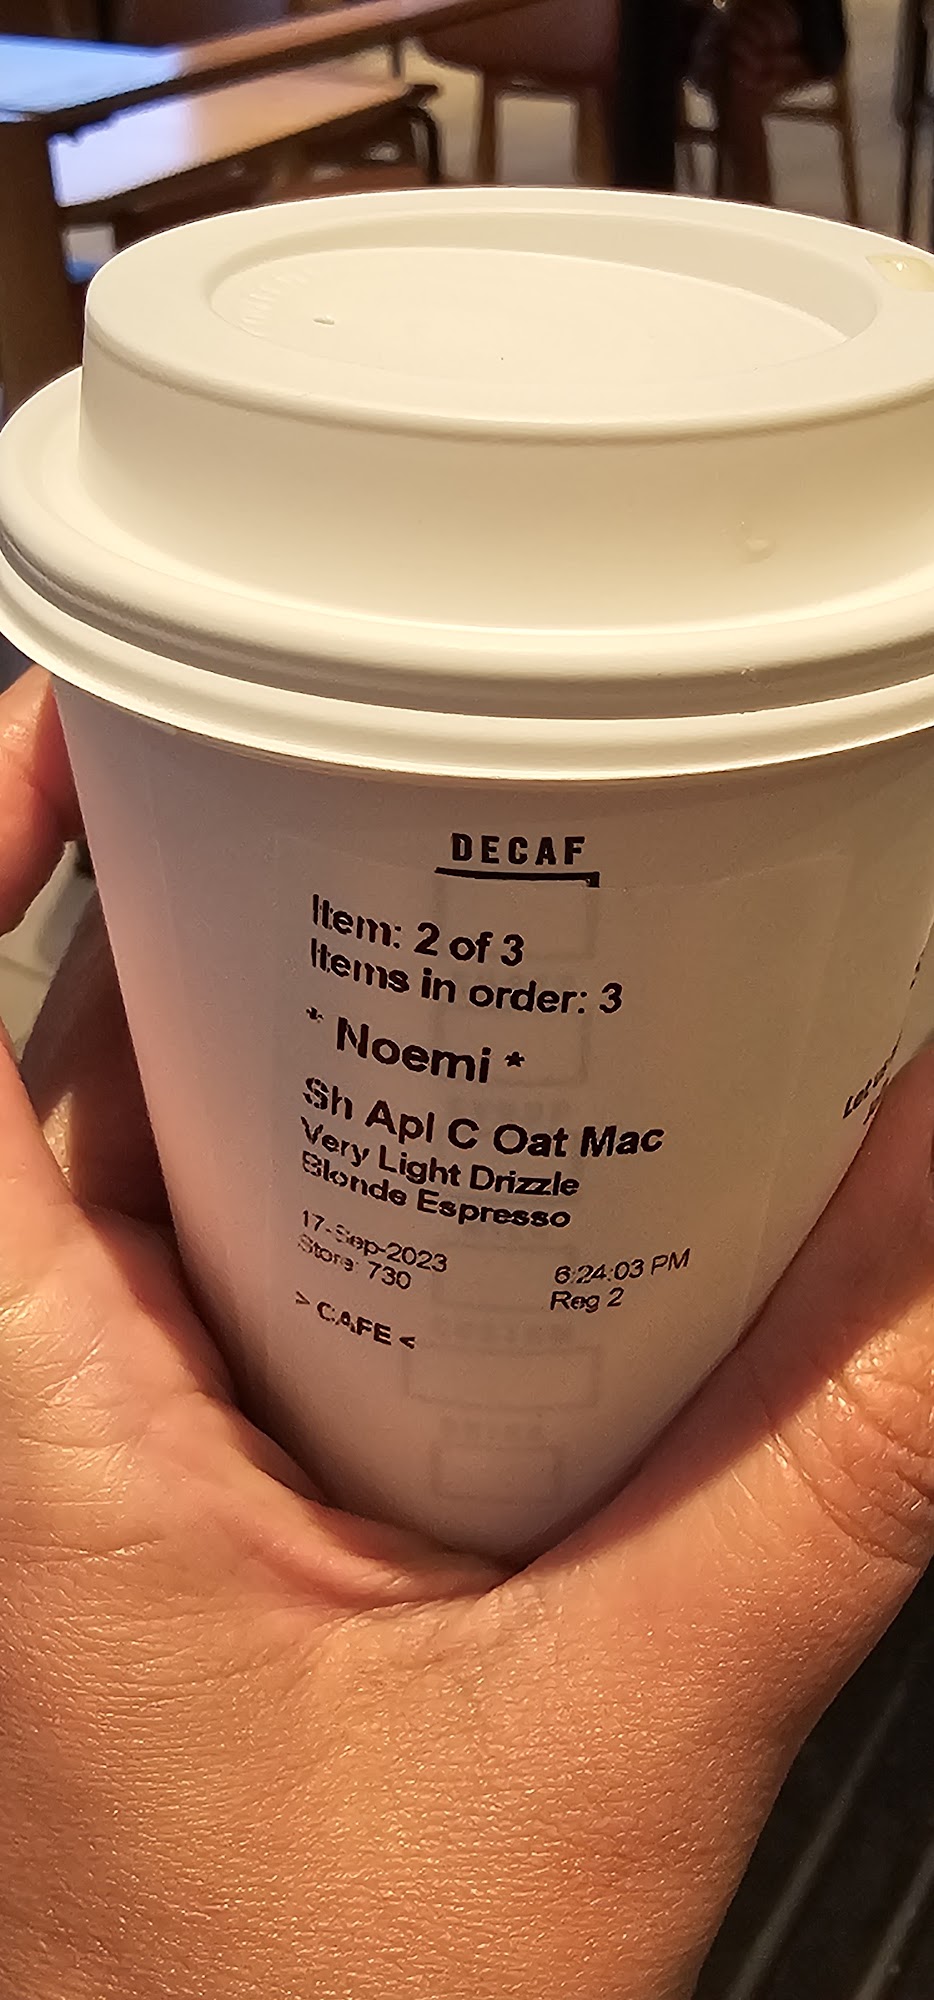 DECAF
Item: 2 of 3
Items in order: 3
* Noemi *
Sh Apl C Oat Mac
Very Light Drizzle
Blonde Espresso
17-Sep-2023 6:24:03 PM
Store: 730 Reg 2
> CAFE <